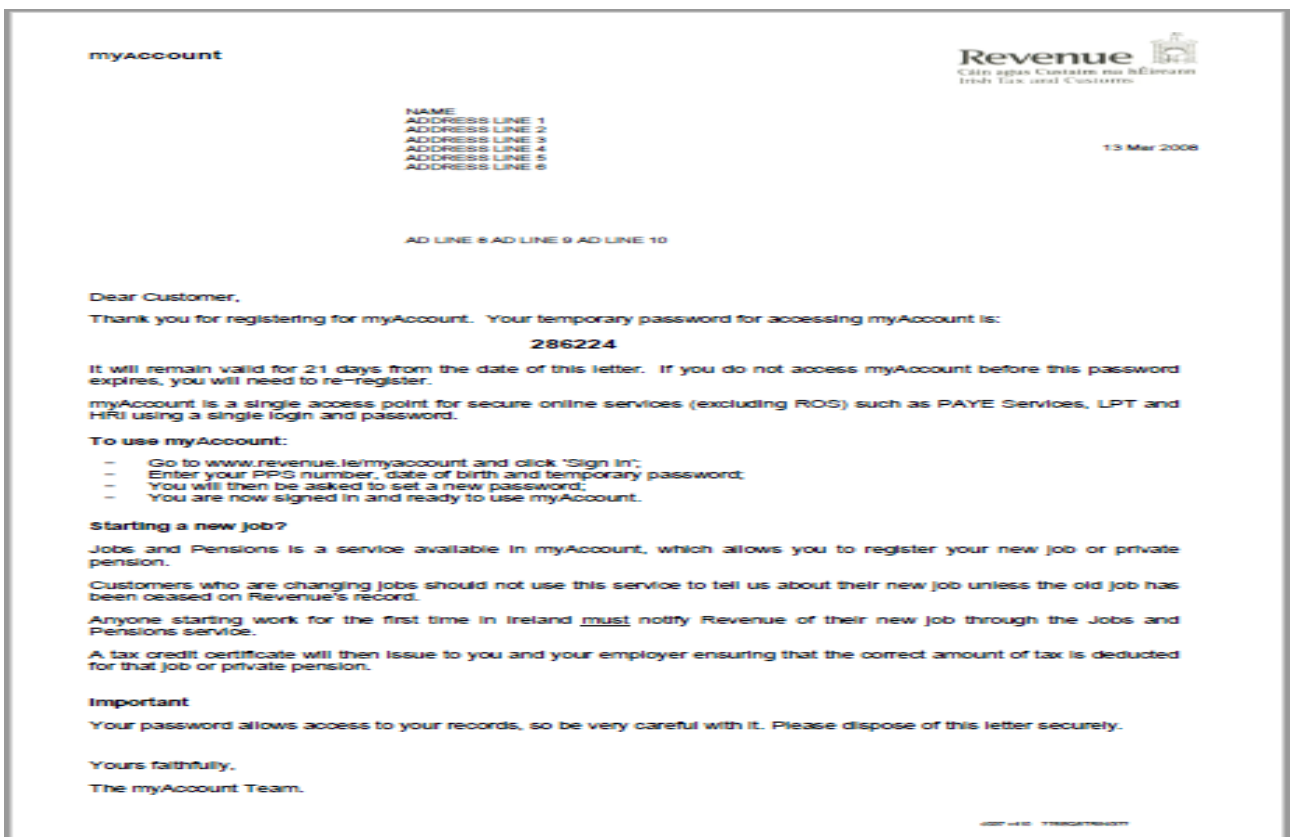 myAccount
Revenue
Cáin agus Custaim na hÉireann
Irish Tax and Customs
NAME
ADDRESS LINE 1
ADDRESS LINE 2
ADDRESS LINE 3
ADDRESS LINE 4
ADDRESS LINE 5
ADDRESS LINE 6
13 Mar 2008
AD LINE 8 AD LINE 9 AD LINE 10
Dear Customer,
Thank you for registering for myAccount. Your temporary password for accessing myAccount is:
286224
It will remain valid for 21 days from the date of this letter. If you do not access myAccount before this password
expires, you will need to re-register.
myAccount is a single access point for secure online services (excluding ROS) such as PAYE Services, LPT and
HRI using a single login and password.
To use myAccount:
- Go to www.revenue.ie/myaccount and click 'Sign in';
- Enter your PPS number, date of birth and temporary password;
- You will then be asked to set a new password;
- You are now signed in and ready to use myAccount.
Starting a new job?
Jobs and Pensions is a service available in myAccount, which allows you to register your new job or private
pension.
Customers who are changing jobs should not use this service to tell us about their new job unless the old job has
been ceased on Revenue's record.
Anyone starting work for the first time in Ireland must notify Revenue of their new job through the Jobs and
Pensions service.
A tax credit certificate will then issue to you and your employer ensuring that the correct amount of tax is deducted
for that job or private pension.
Important
Your password allows access to your records, so be very careful with it. Please dispose of this letter securely.
Yours faithfully,
The myAccount Team.